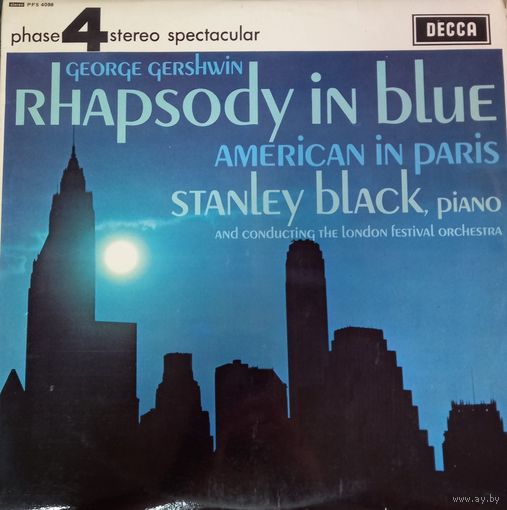 stereo PFS 4098
phase 4 stereo spectacular
DECCA
GEORGE GERSHWIN
RHAPSODY IN BLUE
AMERICAN IN PARIS
STANLEY BLACK, PIANO
AND CONDUCTING THE LONDON FESTIVAL ORCHESTRA
www.ay.by